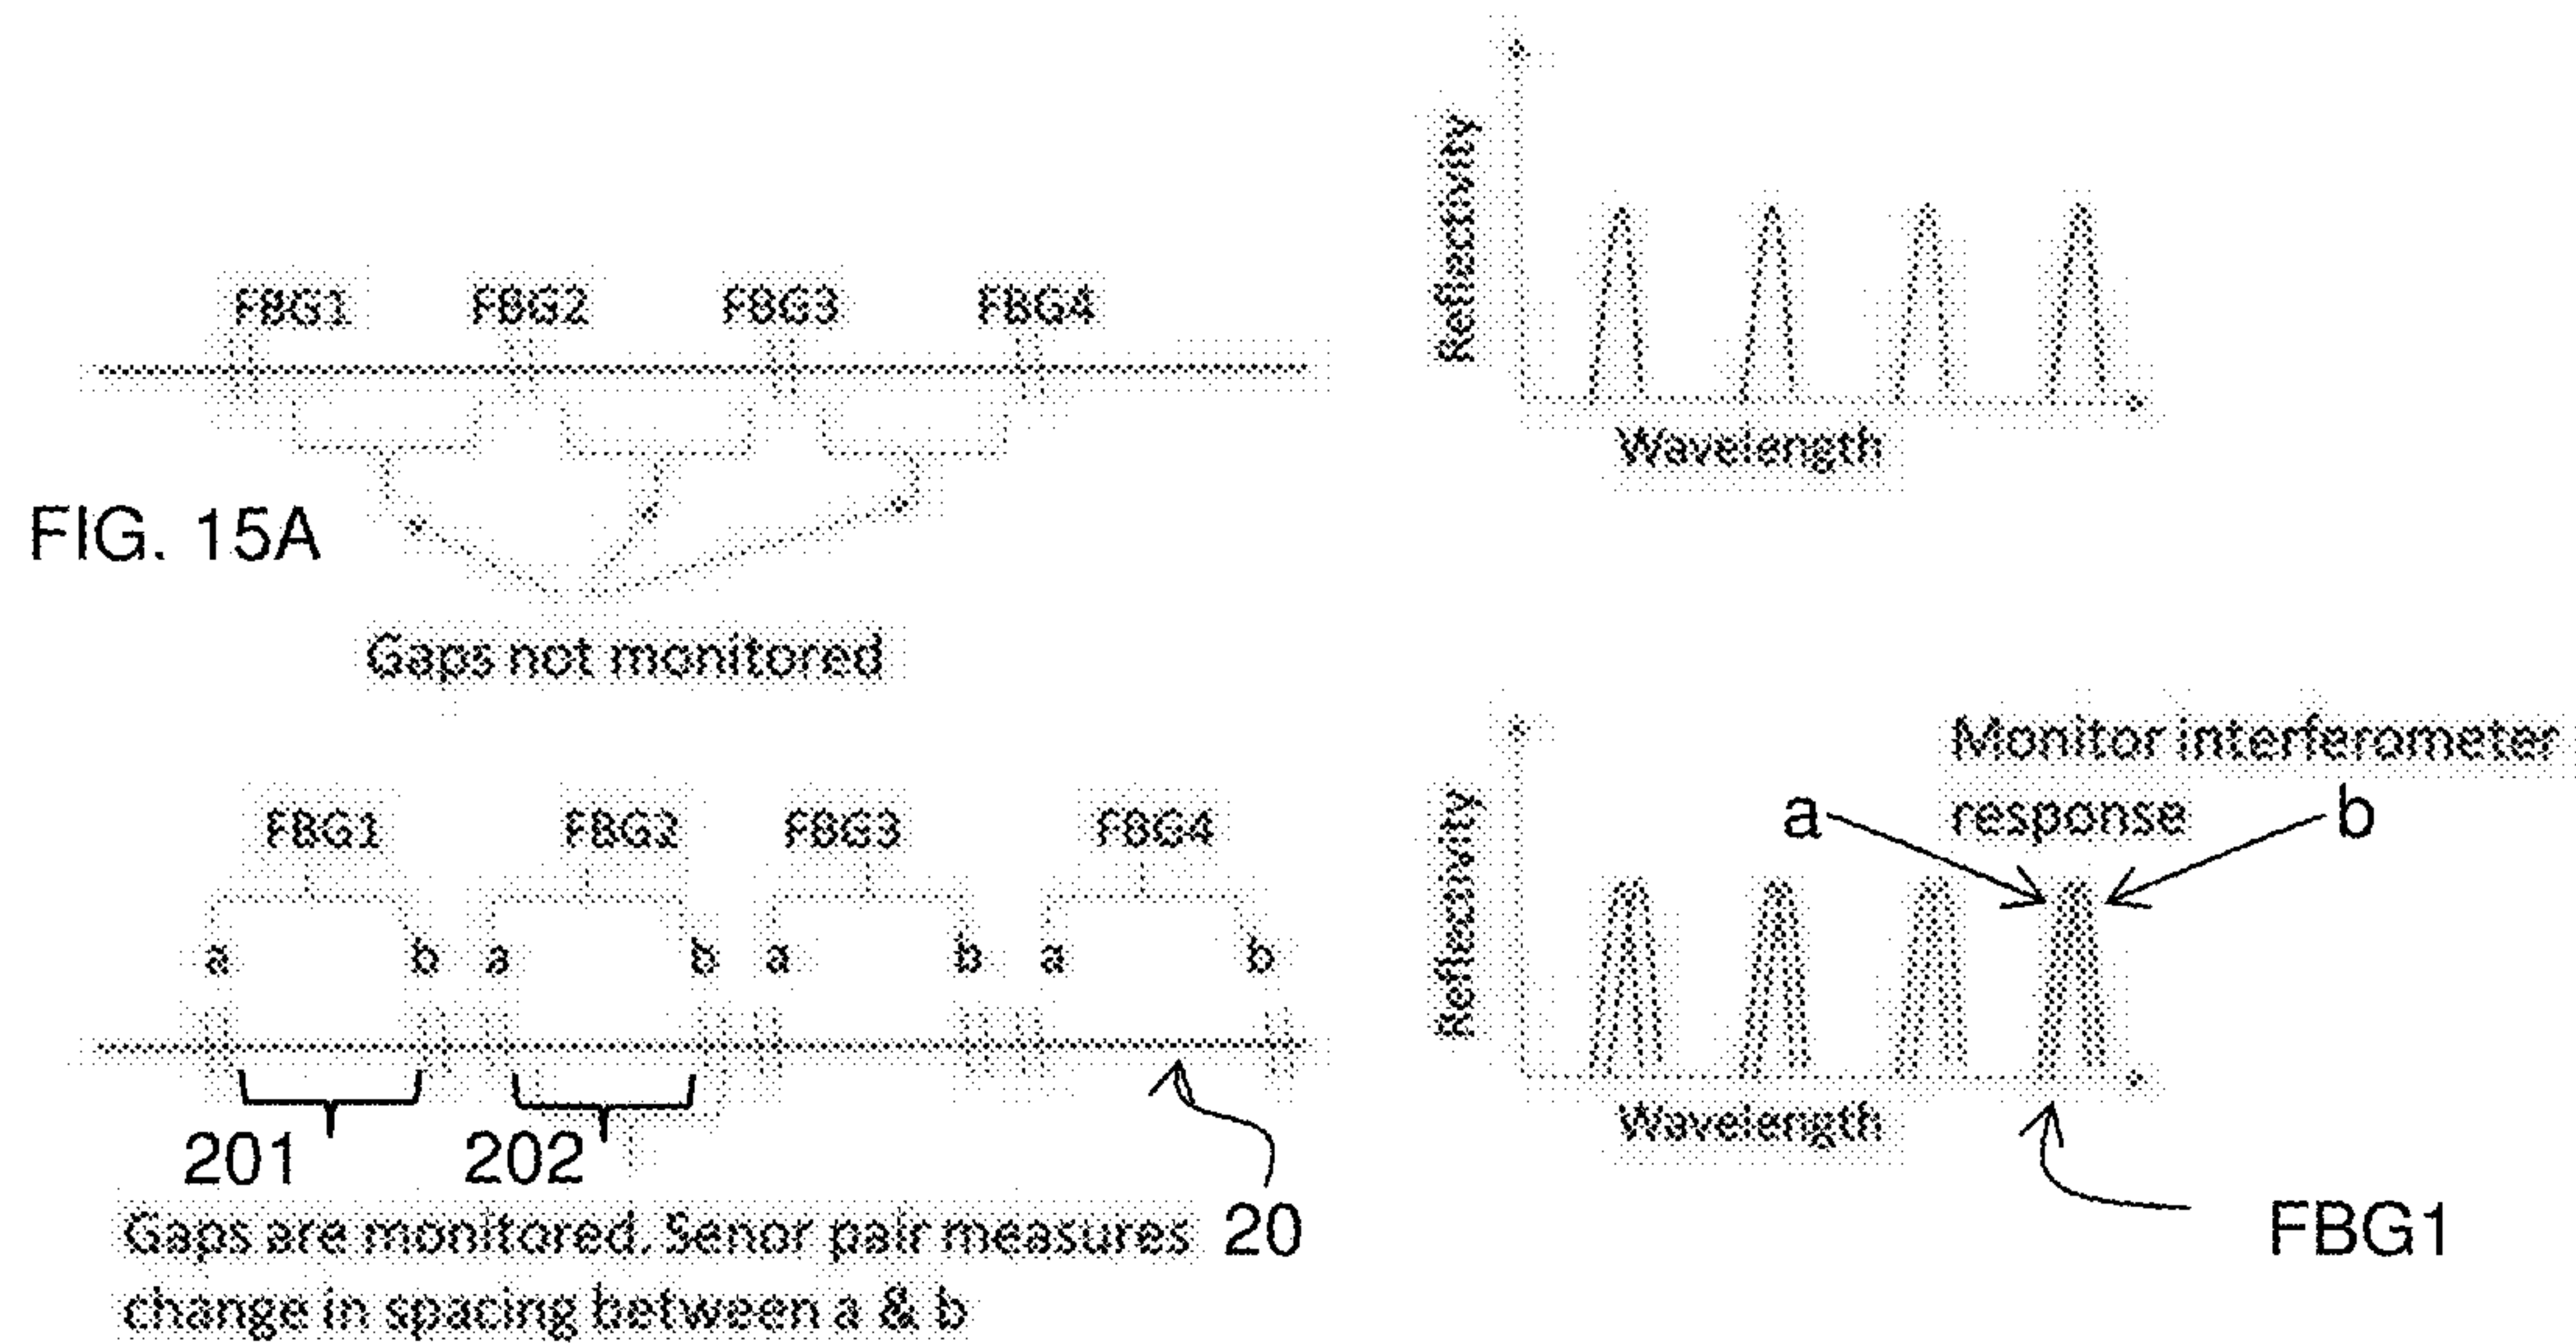 FBG1 FBG2 FBG3 FBG4
FIG. 15A
Gaps not monitored
Reflectivity
Wavelength
FBG1 FBG2 FBG3 FBG4
a b a b a b a b
201 202
20
Gaps are monitored. Senor pair measures
change in spacing between a & b
Monitor interferometer
response
a b
Reflectivity
Wavelength
FBG1